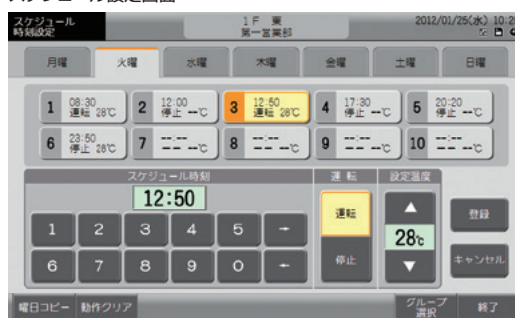 スケジュール設定画面
スケジュール
時刻設定
1F 東
第一営業部
2012/01/25(水) 10:2
月曜
火曜
水曜
木曜
金曜
土曜
日曜
1 08:30 運転 28℃
2 12:00 停止 --℃
3 12:50 運転 28℃
4 17:30 停止 --℃
5 20:20 停止 --℃
6 23:50 停止 28℃
7 --:-- -- --℃
8 --:-- -- --℃
9 --:-- -- --℃
10 --:-- -- --℃
スケジュール時刻
運転
設定温度
12:50
1 2 3 4 5 →
6 7 8 9 0 ←
運転
停止
▲
28℃
▼
登録
キャンセル
曜日コピー
動作クリア
グループ
選択
終了